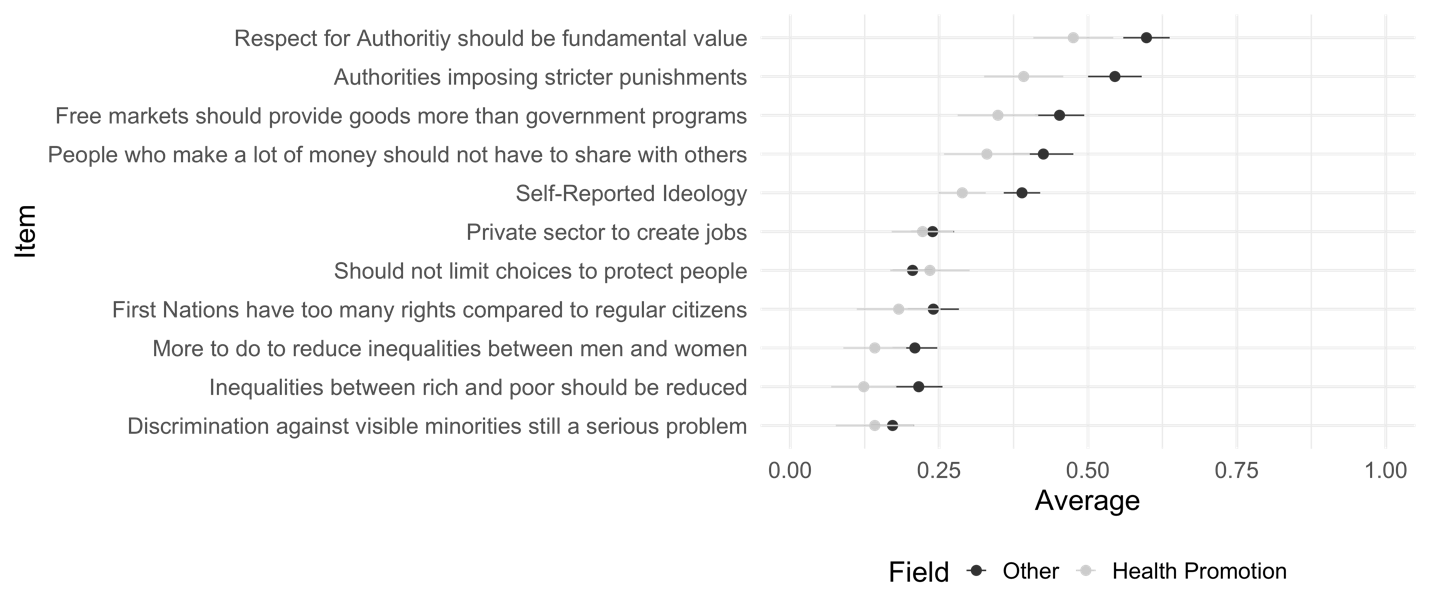 Respect for Authoritiy should be fundamental value
Authorities imposing stricter punishments
Free markets should provide goods more than government programs
People who make a lot of money should not have to share with others
Self-Reported Ideology
Private sector to create jobs
Should not limit choices to protect people
First Nations have too many rights compared to regular citizens
More to do to reduce inequalities between men and women
Inequalities between rich and poor should be reduced
Discrimination against visible minorities still a serious problem
Item
0.00 0.25 0.50 0.75 1.00
Average
Field Other Health Promotion